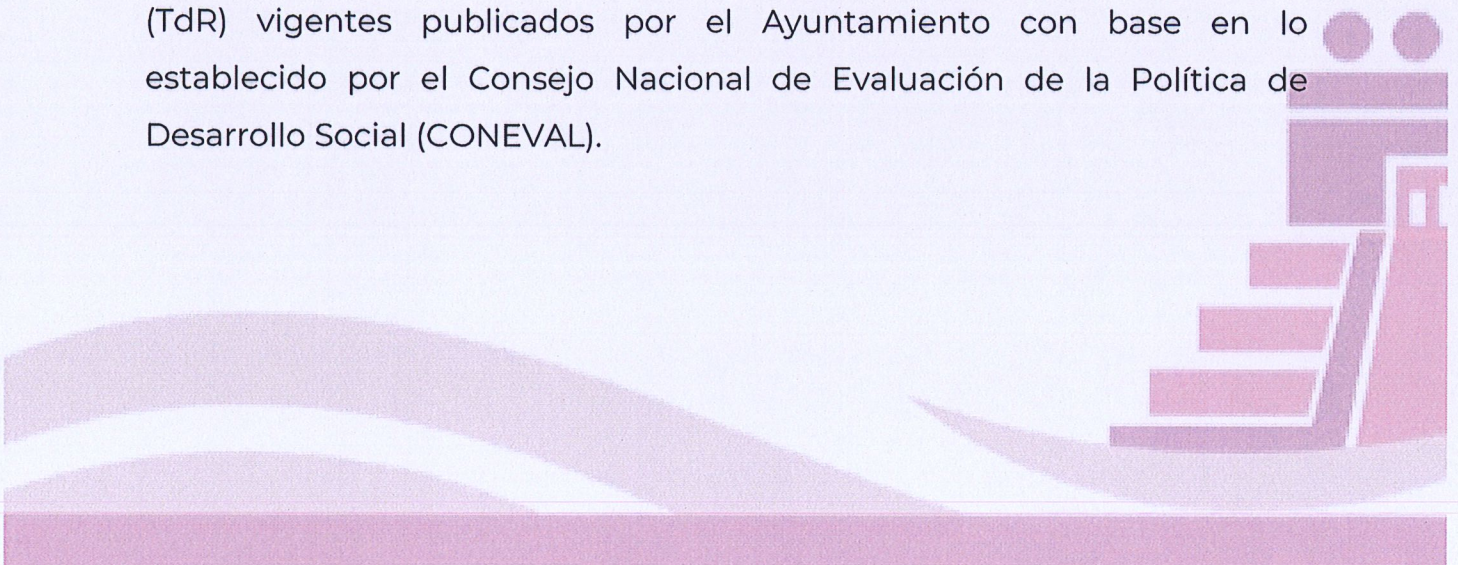 (TdR) vigentes publicados por el Ayuntamiento con base en lo
establecido por el Consejo Nacional de Evaluación de la Política de
Desarrollo Social (CONEVAL).